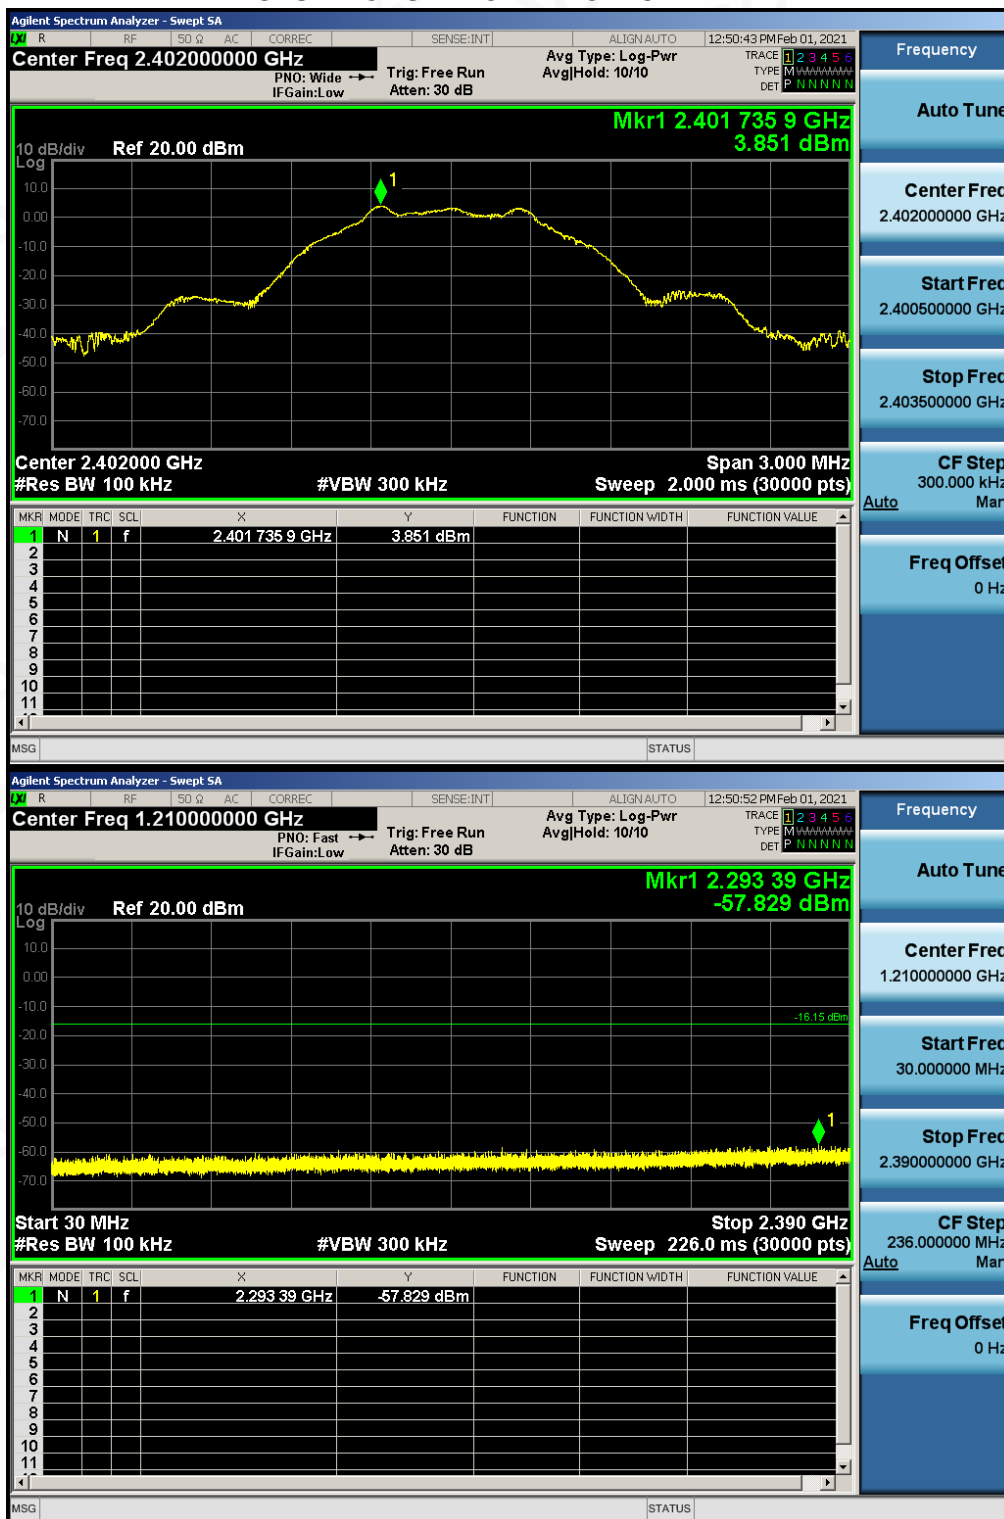 Agilent Spectrum Analyzer - Swept SA
LXI R RF 50 Ω AC CORREC SENSE:INT ALIGN AUTO 12:50:43 PM Feb 01, 2021
Center Freq 2.402000000 GHz
PNO: Wide
IFGain:Low
Trig: Free Run
Atten: 30 dB
Avg Type: Log-Pwr
Avg|Hold: 10/10
TRACE 1 2 3 4 5 6
TYPE M
DET P N N N N N
Mkr1 2.401 735 9 GHz
3.851 dBm
10 dB/div Ref 20.00 dBm
Log
10.0
0.00
-10.0
-20.0
-30.0
-40.0
-50.0
-60.0
-70.0
1
Center 2.402000 GHz Span 3.000 MHz
#Res BW 100 kHz #VBW 300 kHz Sweep 2.000 ms (30000 pts)
MKR MODE TRC SCL X Y FUNCTION FUNCTION WIDTH FUNCTION VALUE
1 N 1 f 2.401 735 9 GHz 3.851 dBm
2
3
4
5
6
7
8
9
10
11
MSG STATUS
Frequency
Auto Tune
Center Freq
2.402000000 GHz
Start Freq
2.400500000 GHz
Stop Freq
2.403500000 GHz
CF Step
300.000 kHz
Auto Man
Freq Offset
0 Hz
Agilent Spectrum Analyzer - Swept SA
LXI R RF 50 Ω AC CORREC SENSE:INT ALIGN AUTO 12:50:52 PM Feb 01, 2021
Center Freq 1.210000000 GHz
PNO: Fast
IFGain:Low
Trig: Free Run
Atten: 30 dB
Avg Type: Log-Pwr
Avg|Hold: 10/10
TRACE 1 2 3 4 5 6
TYPE M
DET P N N N N N
Mkr1 2.293 39 GHz
-57.829 dBm
10 dB/div Ref 20.00 dBm
Log
10.0
0.00
-10.0
-20.0
-30.0
-40.0
-50.0
-60.0
-70.0
-16.15 dBm
1
Start 30 MHz Stop 2.390 GHz
#Res BW 100 kHz #VBW 300 kHz Sweep 226.0 ms (30000 pts)
MKR MODE TRC SCL X Y FUNCTION FUNCTION WIDTH FUNCTION VALUE
1 N 1 f 2.293 39 GHz -57.829 dBm
2
3
4
5
6
7
8
9
10
11
MSG STATUS
Frequency
Auto Tune
Center Freq
1.210000000 GHz
Start Freq
30.000000 MHz
Stop Freq
2.390000000 GHz
CF Step
236.000000 MHz
Auto Man
Freq Offset
0 Hz